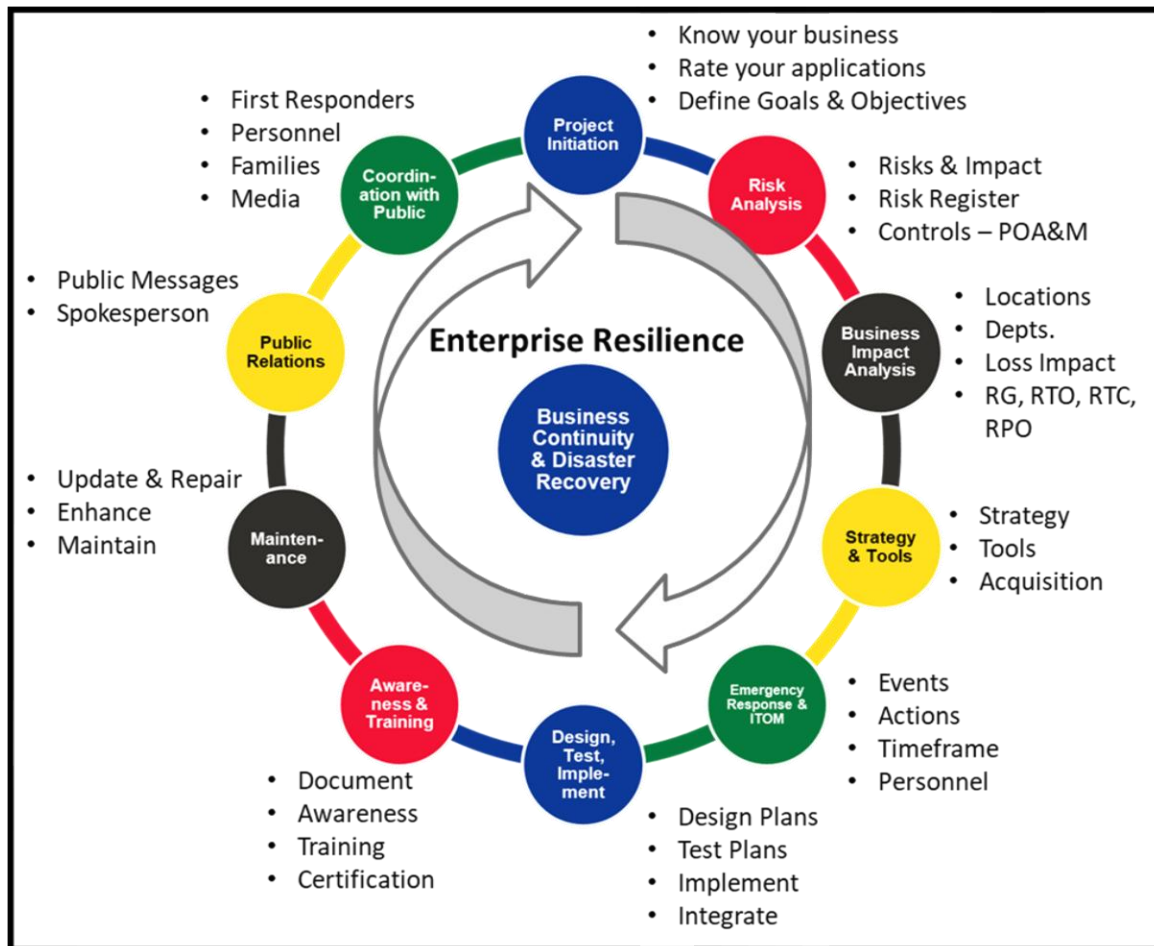 • Know your business
• Rate your applications
• Define Goals & Objectives
Project
Initiation
• Risks & Impact
• Risk Register
• Controls – POA&M
Risk
Analysis
• Locations
• Depts.
• Loss Impact
• RG, RTO, RTC,
RPO
Business
Impact
Analysis
• Strategy
• Tools
• Acquisition
Strategy
& Tools
• Events
• Actions
• Timeframe
• Personnel
Emergency
Response &
ITOM
• Design Plans
• Test Plans
• Implement
• Integrate
Design,
Test,
Imple-
ment
• Document
• Awareness
• Training
• Certification
Aware-
ness &
Training
• Update & Repair
• Enhance
• Maintain
Mainten-
ance
• Public Messages
• Spokesperson
Public
Relations
• First Responders
• Personnel
• Families
• Media
Coordin-
ation with
Public
Enterprise Resilience
Business
Continuity
& Disaster
Recovery